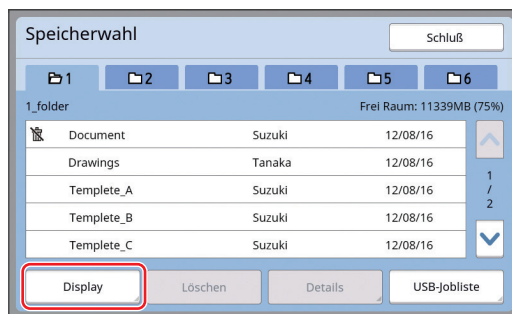 Speicherwahl Schluß
1 2 3 4 5 6
1_folder Frei Raum: 11339MB (75%)
Document Suzuki 12/08/16
Drawings Tanaka 12/08/16
Templete_A Suzuki 12/08/16
Templete_B Suzuki 12/08/16
Templete_C Suzuki 12/08/16
1
/
2
Display Löschen Details USB-Jobliste